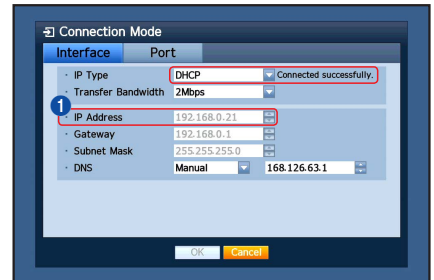 Connection Mode
Interface Port
· IP Type DHCP Connected successfully.
· Transfer Bandwidth 2Mbps
1
· IP Address 192.168.0.21
· Gateway 192.168.0.1
· Subnet Mask 255.255.255.0
· DNS Manual 168.126.63.1
OK Cancel